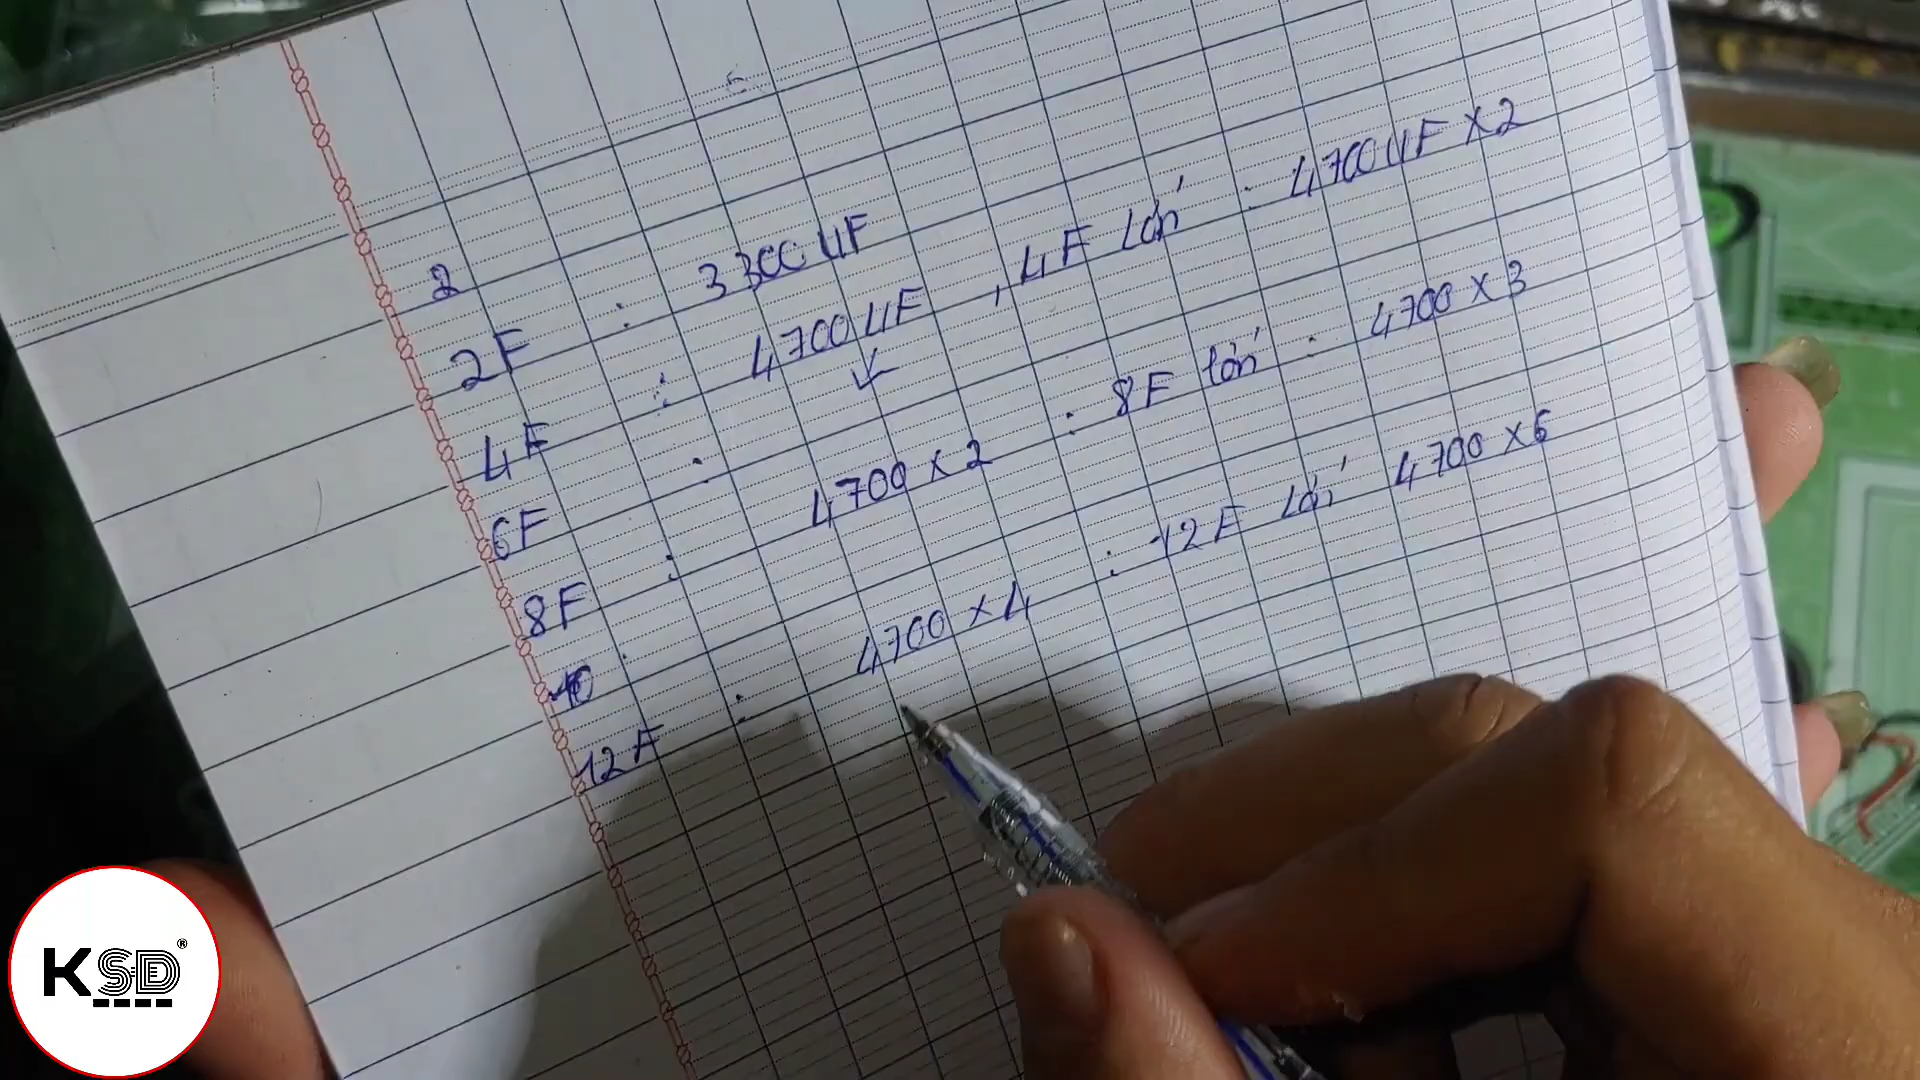 2
2F : 3300 UF
4F : 4700 UF , 4F lớn : 4700 UF x 2
6F :
8F : 4700 x 2 : 8F lớn : 4700 x 3
10
12F : 4700 x 4 : 12F lớn 4700 x 6
KSD®